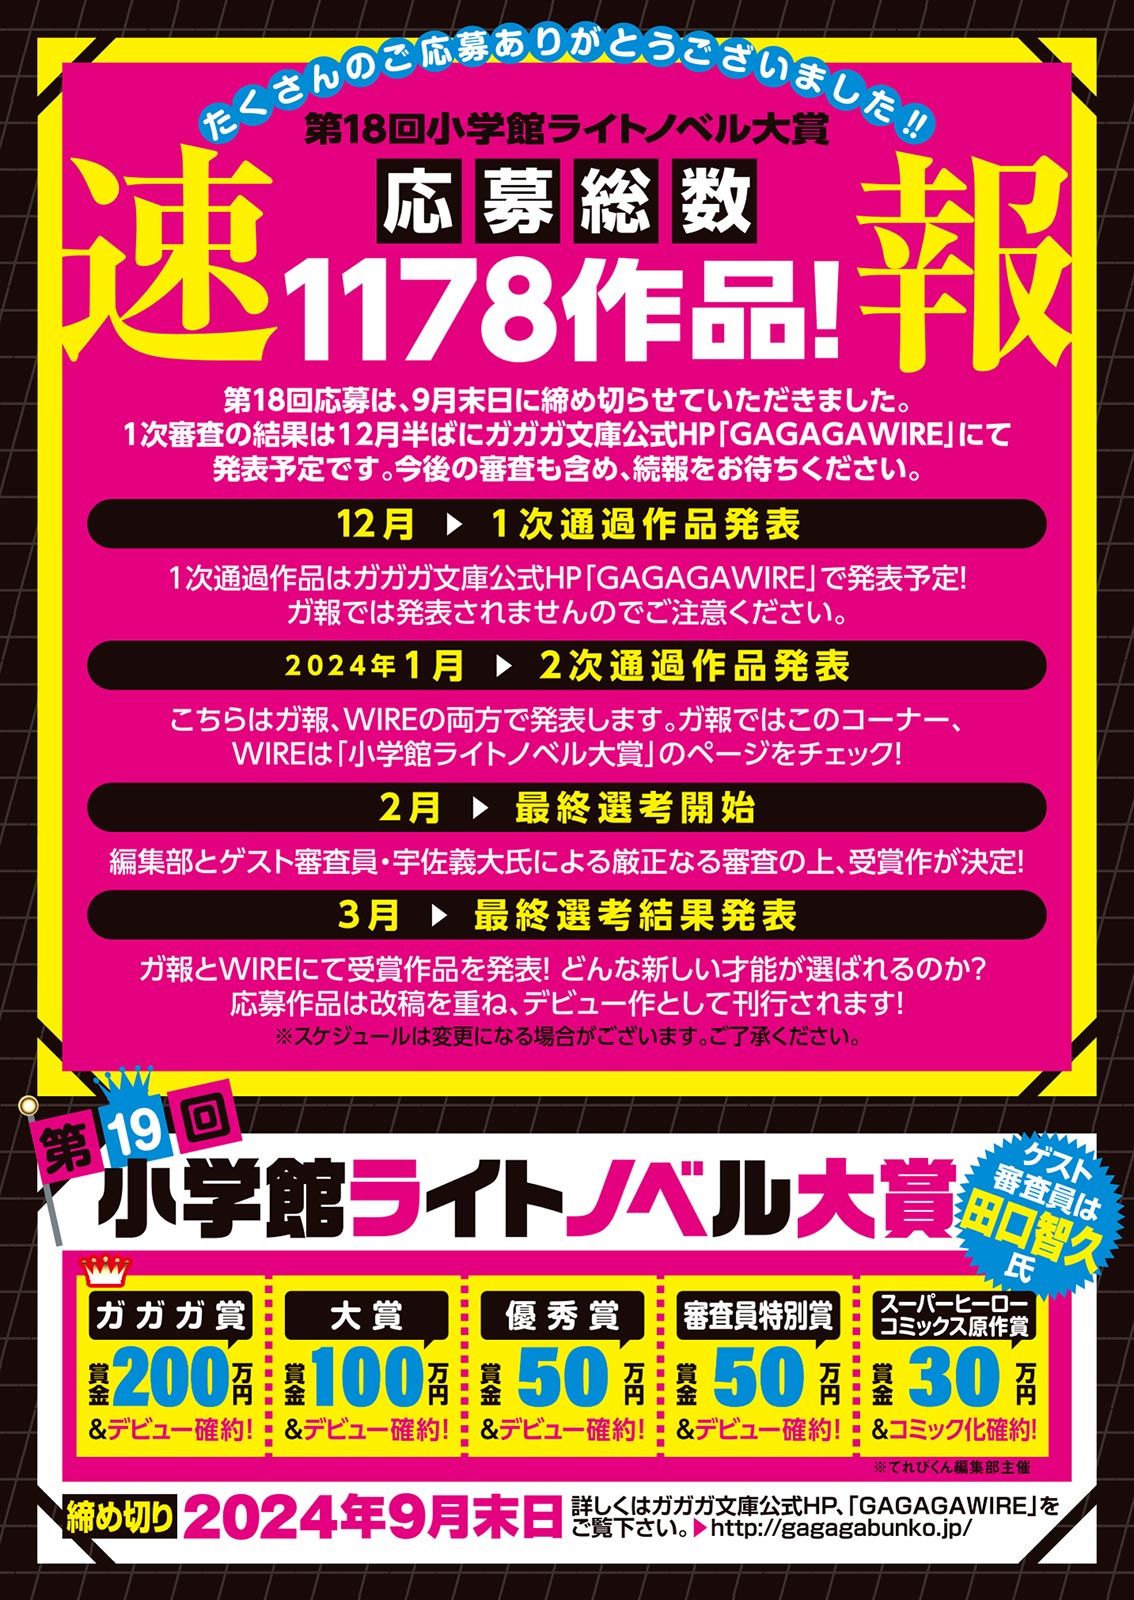 たくさんのご応募ありがとうございました!!
第18回小学館ライトノベル大賞
速報
応募総数
1178作品!
第18回応募は、9月末日に締め切らせていただきました。
1次審査の結果は12月半ばにガガガ文庫公式HP「GAGAGAWIRE」にて
発表予定です。今後の審査も含め、続報をお待ちください。
12月 ▶ 1次通過作品発表
1次通過作品はガガガ文庫公式HP「GAGAGAWIRE」で発表予定!
ガ報では発表されませんのでご注意ください。
2024年1月 ▶ 2次通過作品発表
こちらはガ報、WIREの両方で発表します。ガ報ではこのコーナー、
WIREは「小学館ライトノベル大賞」のページをチェック!
2月 ▶ 最終選考開始
編集部とゲスト審査員・宇佐義大氏による厳正なる審査の上、受賞作が決定!
3月 ▶ 最終選考結果発表
ガ報とWIREにて受賞作品を発表! どんな新しい才能が選ばれるのか?
応募作品は改稿を重ね、デビュー作として刊行されます!
※スケジュールは変更になる場合がございます。ご了承ください。
第19回
小学館ライトノベル大賞
ゲスト
審査員は
田口智久
氏
ガガガ賞
賞金200万円
&デビュー確約!
大賞
賞金100万円
&デビュー確約!
優秀賞
賞金50万円
&デビュー確約!
審査員特別賞
賞金50万円
&デビュー確約!
スーパーヒーロー
コミックス原作賞
賞金30万円
&コミック化確約!
※てれびくん編集部主催
締め切り 2024年9月末日
詳しくはガガガ文庫公式HP、「GAGAGAWIRE」を
ご覧下さい。▶http://gagagabunko.jp/